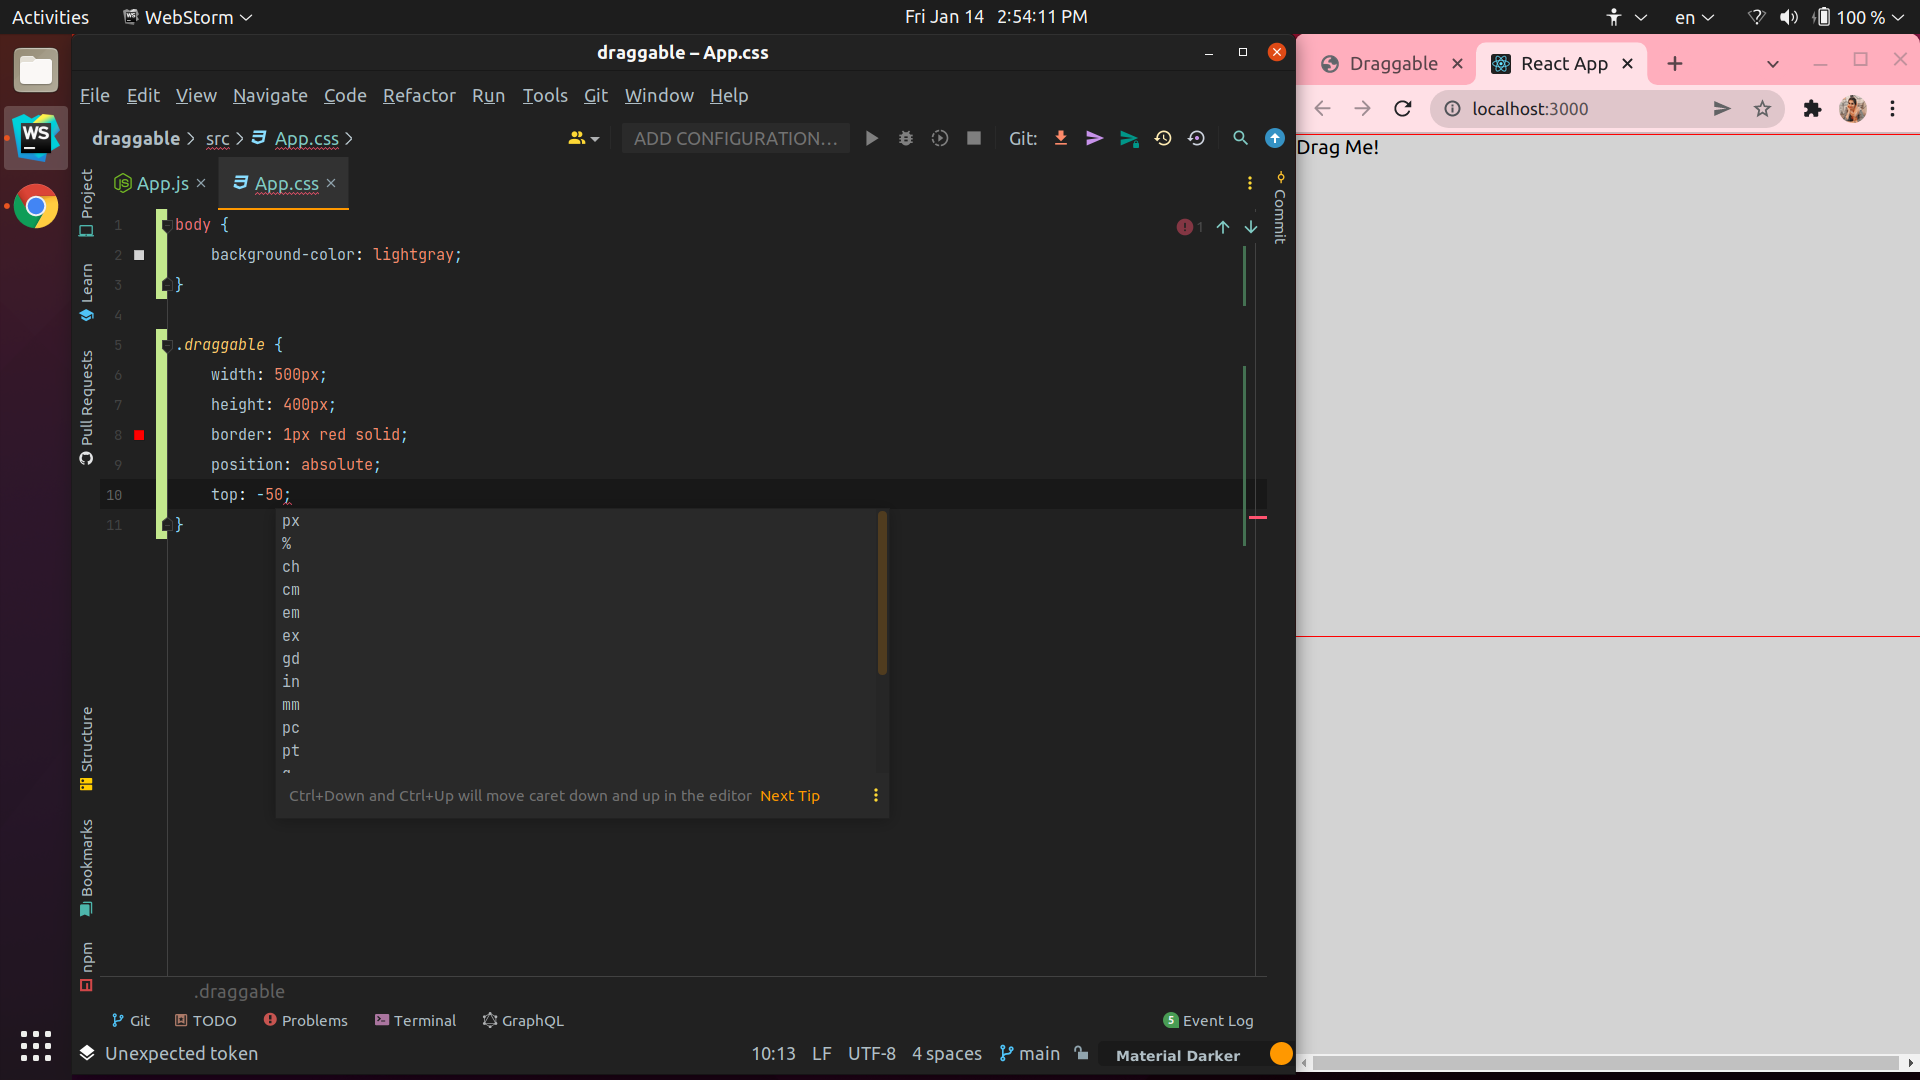 Activities WebStorm Fri Jan 14 2:54:11 PM en 100 %
draggable – App.css
File Edit View Navigate Code Refactor Run Tools Git Window Help
draggable src App.css ADD CONFIGURATION... Git:
App.js App.css
1 body {
2 background-color: lightgray;
3 }
4
5 .draggable {
6 width: 500px;
7 height: 400px;
8 border: 1px red solid;
9 position: absolute;
10 top: -50;
11 }
1
px
%
ch
cm
em
ex
gd
in
mm
pc
pt
Ctrl+Down and Ctrl+Up will move caret down and up in the editor Next Tip
Project
Learn
Pull Requests
Structure
Bookmarks
npm
Commit
WS
.draggable
Git TODO Problems Terminal GraphQL 5 Event Log
Unexpected token 10:13 LF UTF-8 4 spaces main Material Darker
Draggable React App
localhost:3000
Drag Me!